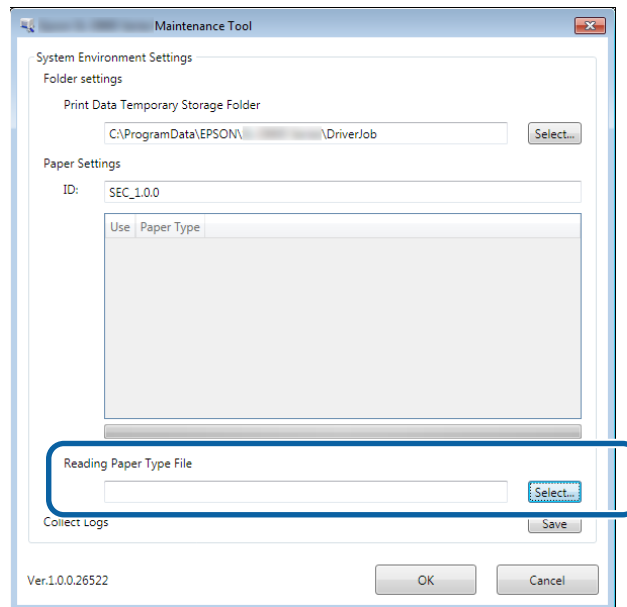 Maintenance Tool
System Environment Settings
Folder settings
Print Data Temporary Storage Folder
C:\ProgramData\EPSON\ \DriverJob Select...
Paper Settings
ID: SEC_1.0.0
Use Paper Type
Reading Paper Type File
Select...
Collect Logs Save
Ver.1.0.0.26522 OK Cancel